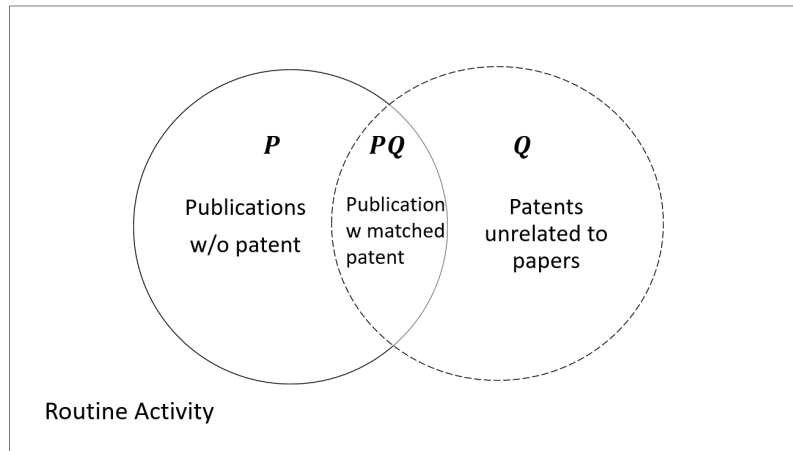 P
Publications
w/o patent
PQ
Publication
w matched
patent
Q
Patents
unrelated to
papers
Routine Activity